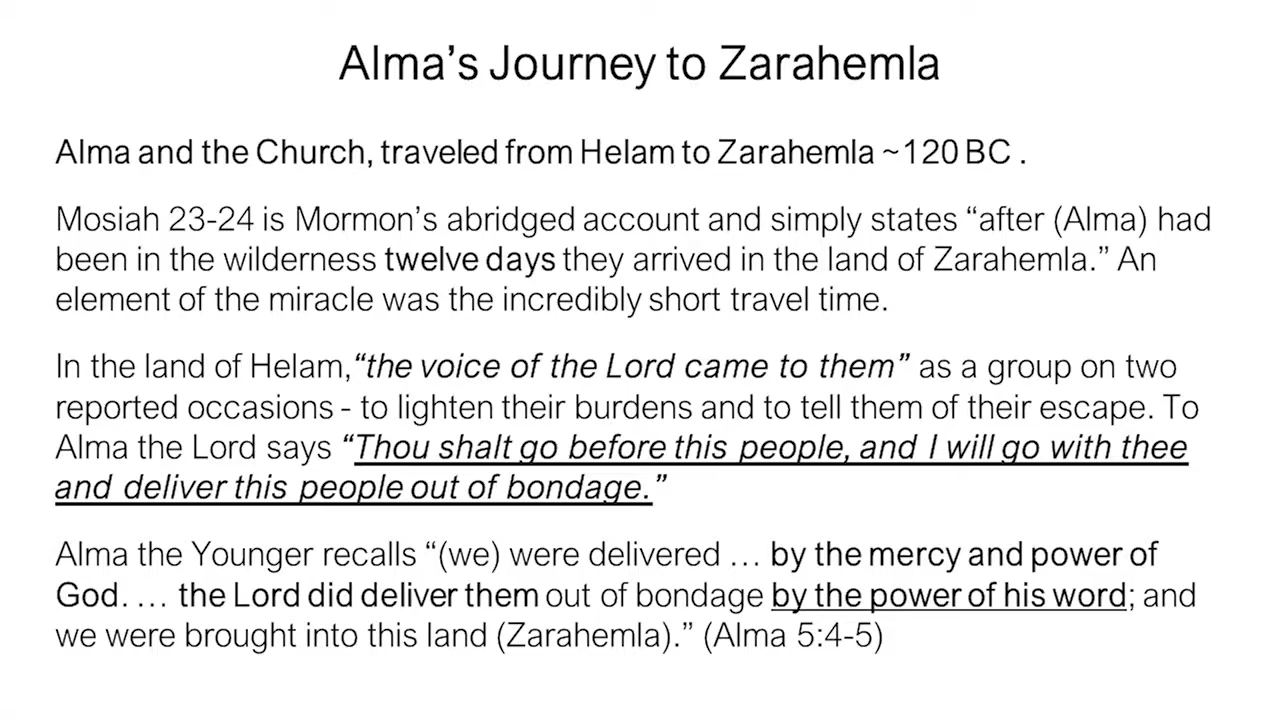 Alma’s Journey to Zarahemla
Alma and the Church, traveled from Helam to Zarahemla ~120 BC .
Mosiah 23-24 is Mormon’s abridged account and simply states “after (Alma) had
been in the wilderness twelve days they arrived in the land of Zarahemla.” An
element of the miracle was the incredibly short travel time.
In the land of Helam,“the voice of the Lord came to them” as a group on two
reported occasions - to lighten their burdens and to tell them of their escape. To
Alma the Lord says “Thou shalt go before this people, and I will go with thee
and deliver this people out of bondage.”
Alma the Younger recalls “(we) were delivered … by the mercy and power of
God. … the Lord did deliver them out of bondage by the power of his word; and
we were brought into this land (Zarahemla).” (Alma 5:4-5)